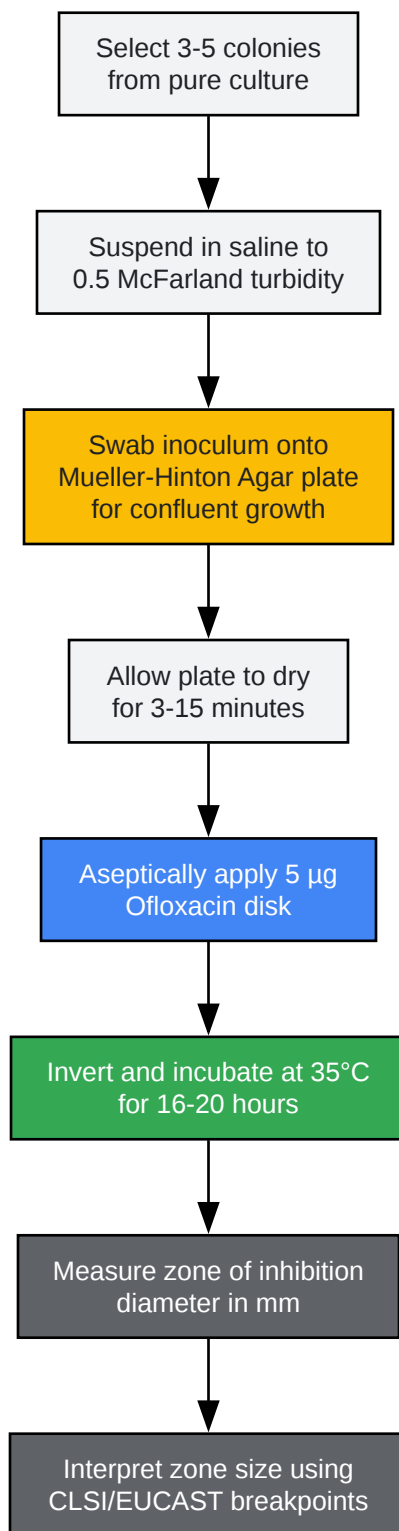 Select 3-5 colonies
from pure culture
Suspend in saline to
0.5 McFarland turbidity
Swab inoculum onto
Mueller-Hinton Agar plate
for confluent growth
Allow plate to dry
for 3-15 minutes
Aseptically apply 5 µg
Ofloxacin disk
Invert and incubate at 35°C
for 16-20 hours
Measure zone of inhibition
diameter in mm
Interpret zone size using
CLSI/EUCAST breakpoints